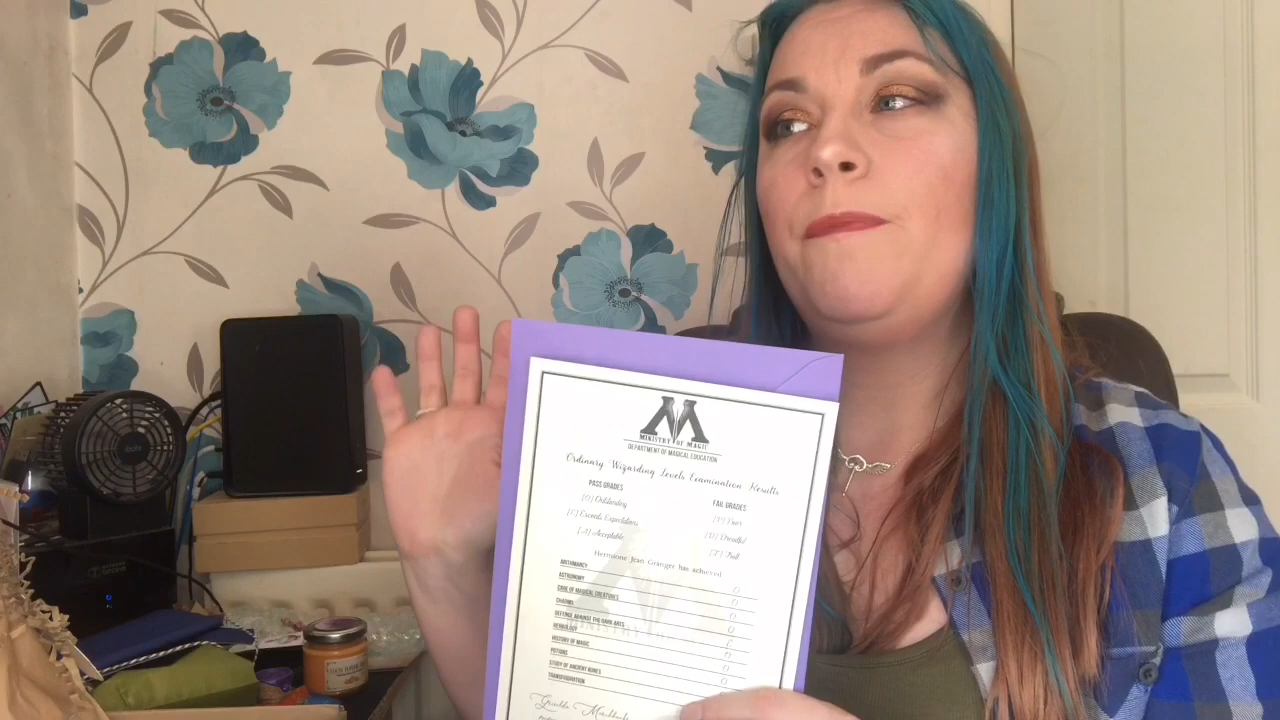 M
MINISTRY OF MAGIC
DEPARTMENT OF MAGICAL EDUCATION
Ordinary Wizarding Levels Examination Results
PASS GRADES
[O] Outstanding
[E] Exceeds Expectations
[A] Acceptable
FAIL GRADES
[P] Poor
[D] Dreadful
[T] Troll
Hermione Jean Granger has achieved
ARITHMANCY O
ASTRONOMY O
CARE OF MAGICAL CREATURES O
CHARMS O
DEFENSE AGAINST THE DARK ARTS E
HERBOLOGY O
HISTORY OF MAGIC O
POTIONS O
STUDY OF ANCIENT RUNES
TRANSFIGURATION